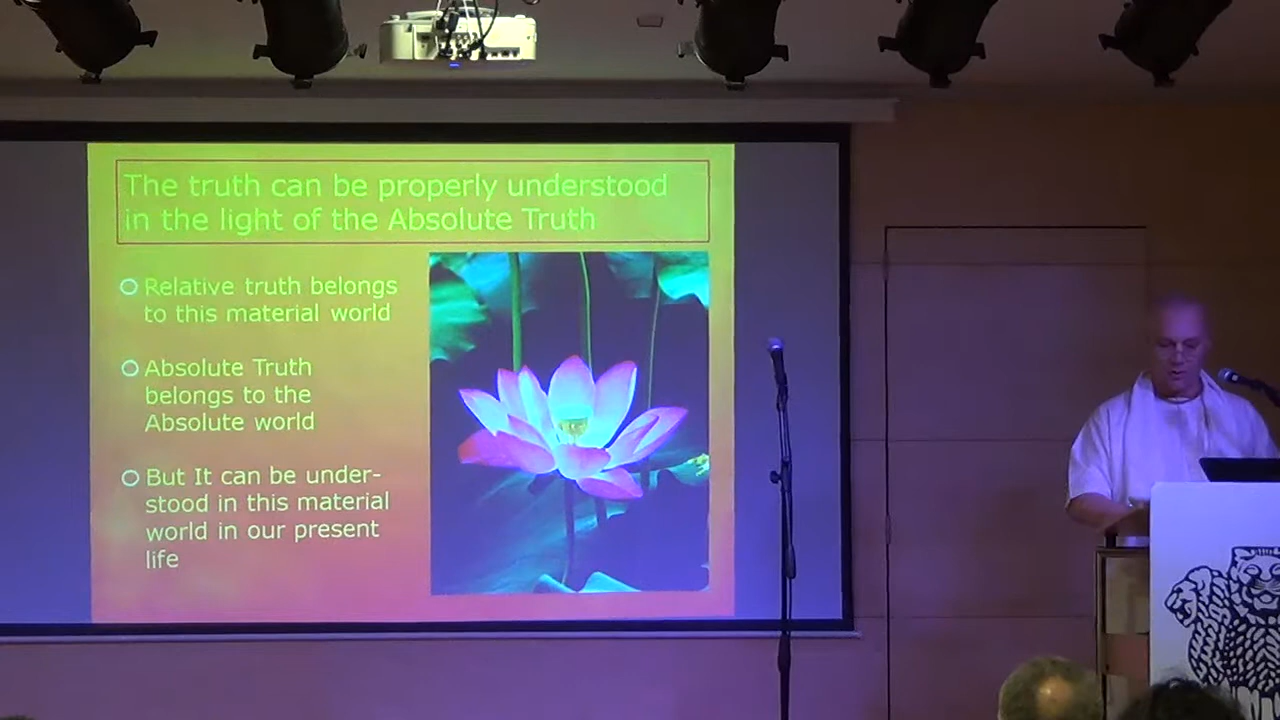 The truth can be properly understood
in the light of the Absolute Truth
Relative truth belongs
to this material world
Absolute Truth
belongs to the
Absolute world
But It can be under-
stood in this material
world in our present
life